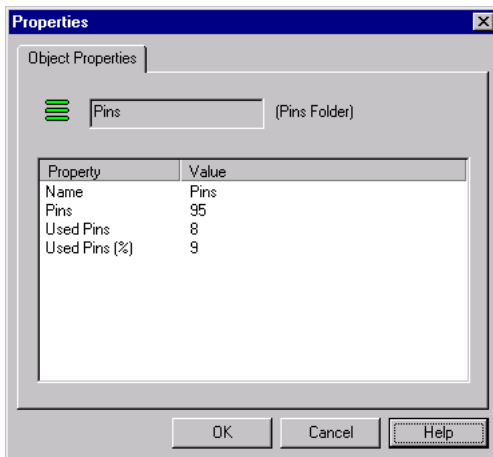 Properties
Object Properties
Pins (Pins Folder)
Property Value
Name Pins
Pins 95
Used Pins 8
Used Pins (%) 9
OK Cancel Help